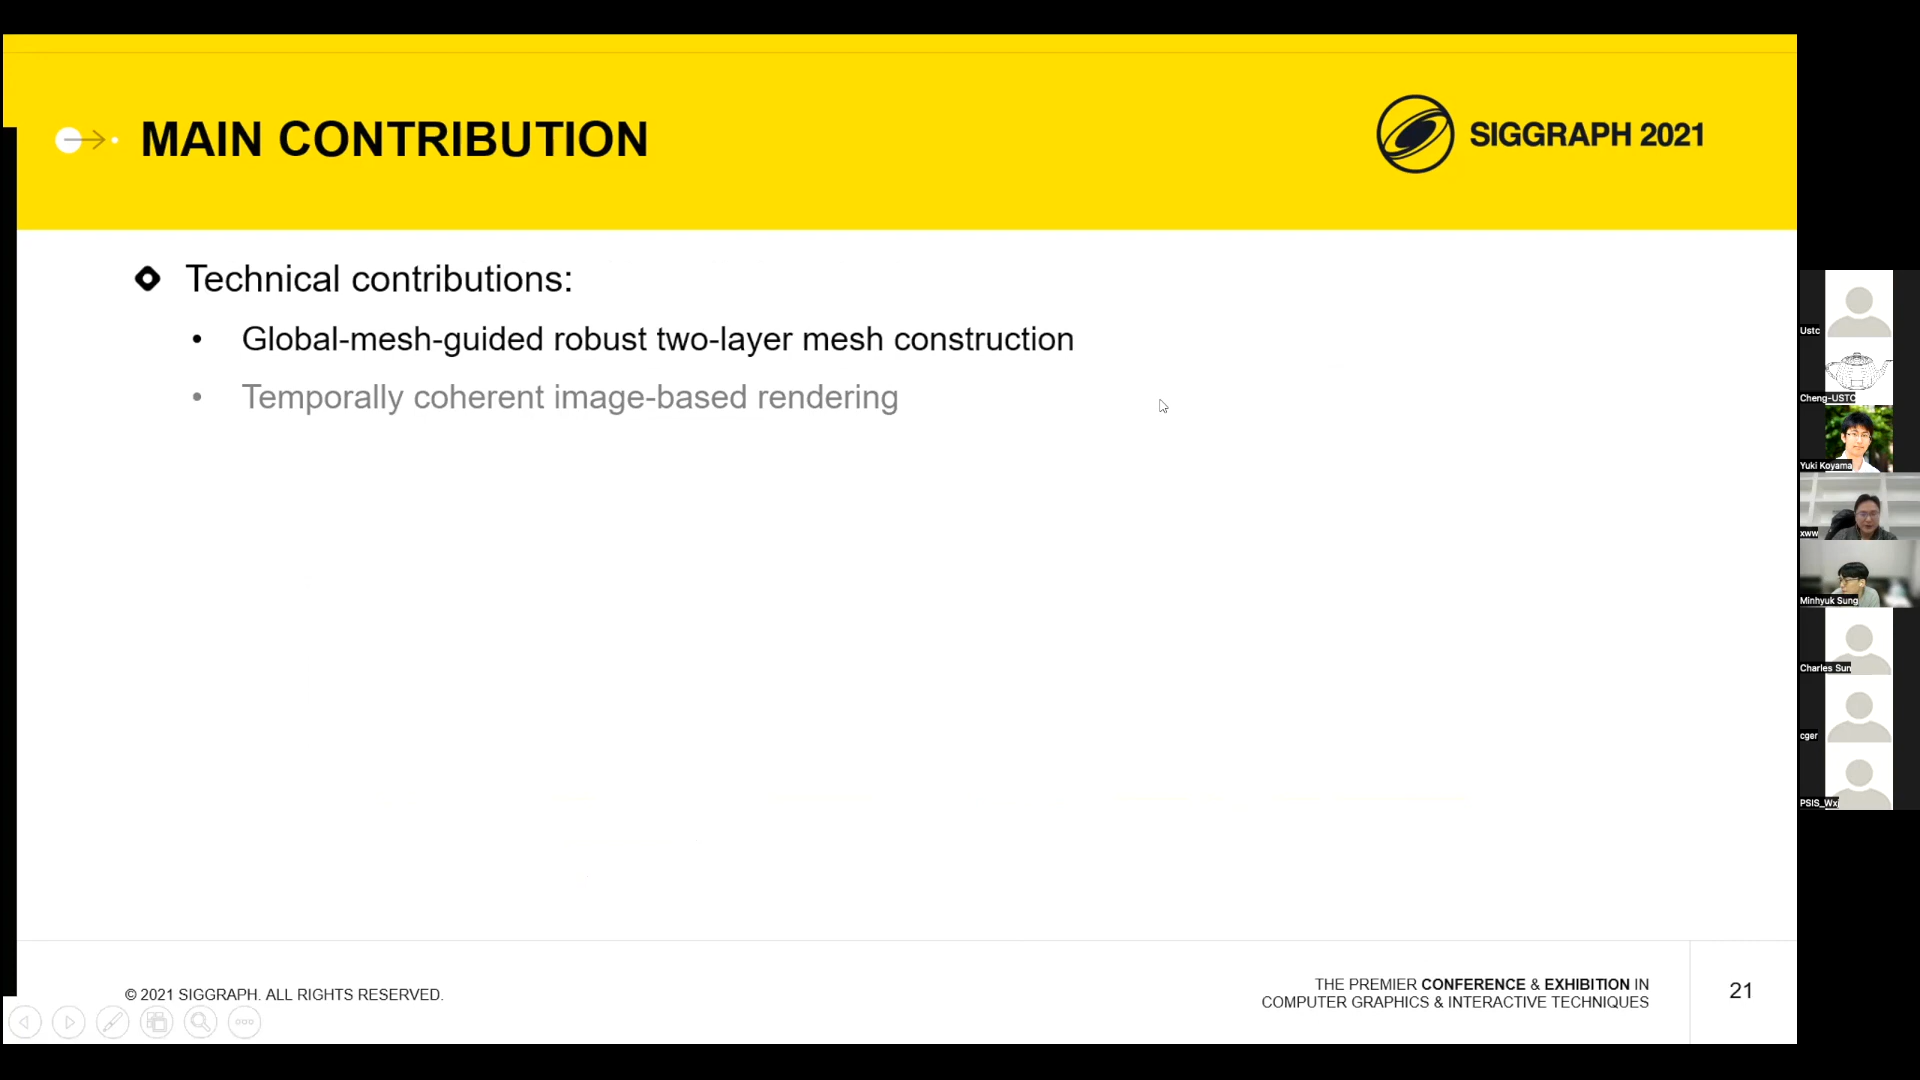 MAIN CONTRIBUTION
SIGGRAPH 2021
Technical contributions:
• Global-mesh-guided robust two-layer mesh construction
• Temporally coherent image-based rendering
Ustc
Cheng-USTC
Yuki Koyama
xww
Minhyuk Sung
Charles Sun
cger
PSIS_Wxj
© 2021 SIGGRAPH. ALL RIGHTS RESERVED.
THE PREMIER CONFERENCE & EXHIBITION IN
COMPUTER GRAPHICS & INTERACTIVE TECHNIQUES
21